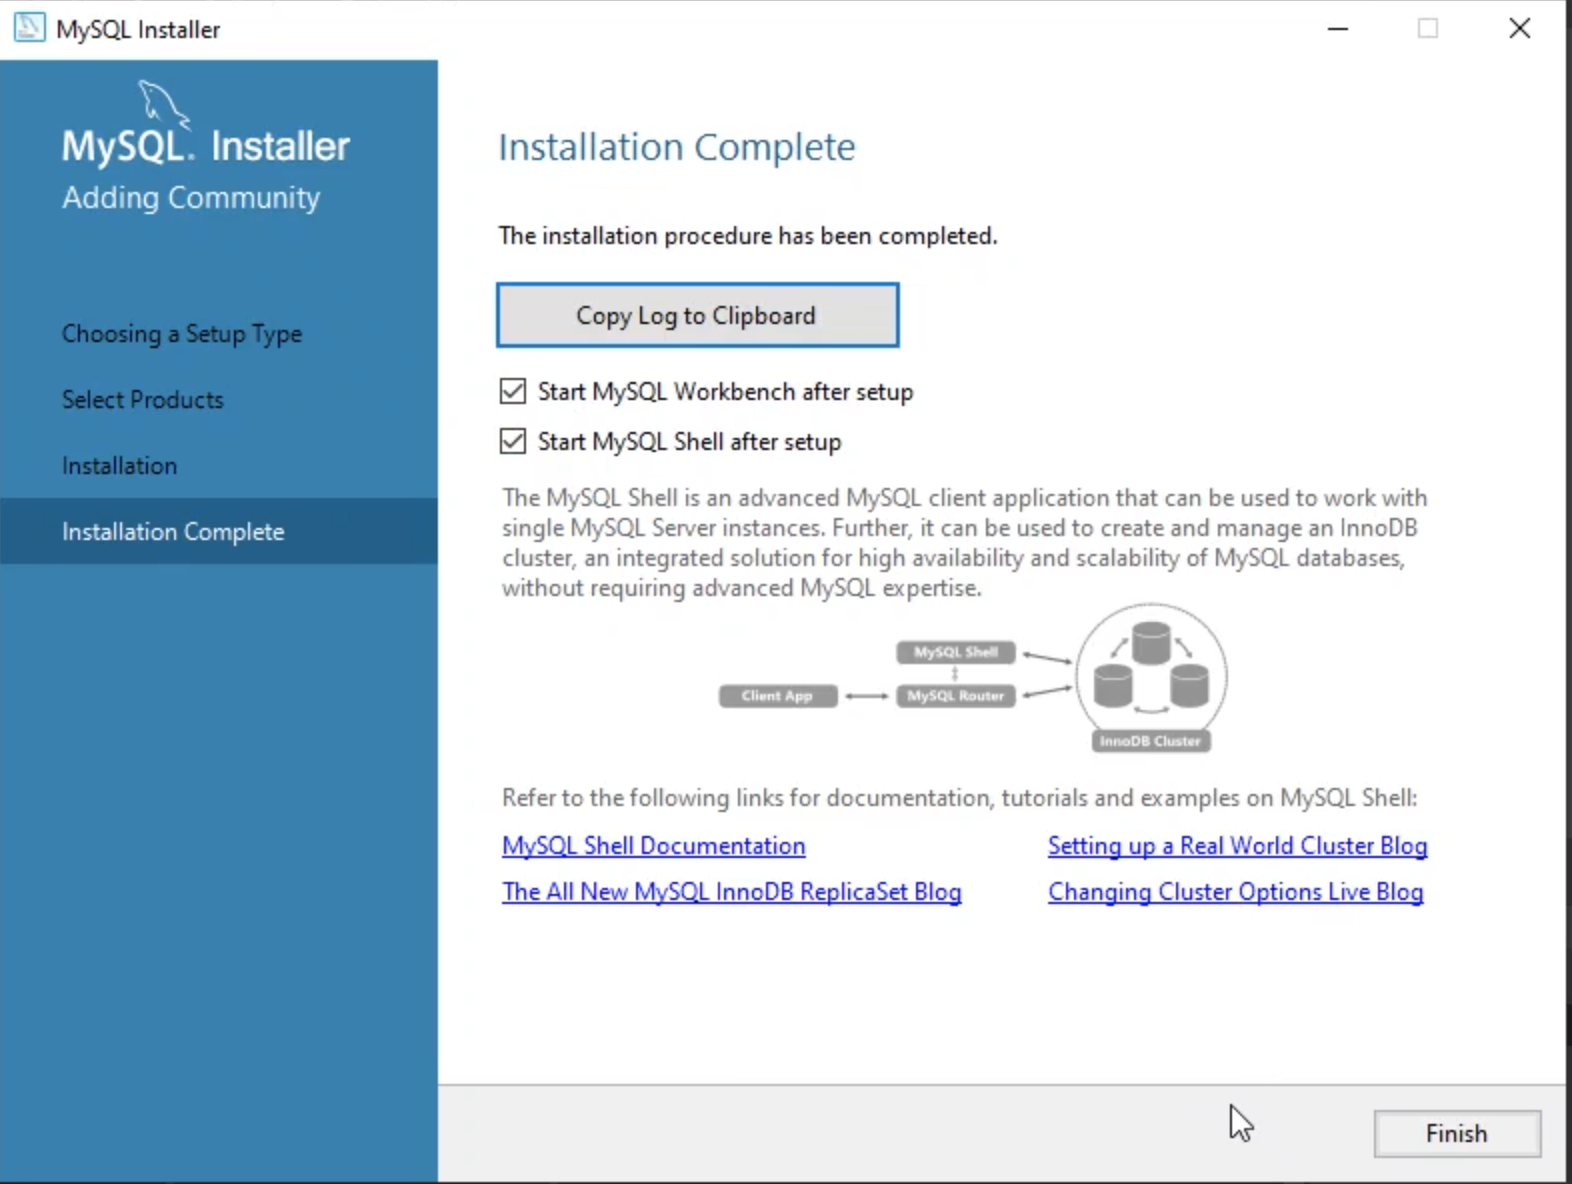 MySQL Installer
MySQL. Installer
Adding Community
Choosing a Setup Type
Select Products
Installation
Installation Complete
Installation Complete
The installation procedure has been completed.
Copy Log to Clipboard
Start MySQL Workbench after setup
Start MySQL Shell after setup
The MySQL Shell is an advanced MySQL client application that can be used to work with
single MySQL Server instances. Further, it can be used to create and manage an InnoDB
cluster, an integrated solution for high availability and scalability of MySQL databases,
without requiring advanced MySQL expertise.
MySQL Shell
Client App
MySQL Router
InnoDB Cluster
Refer to the following links for documentation, tutorials and examples on MySQL Shell:
MySQL Shell Documentation
Setting up a Real World Cluster Blog
The All New MySQL InnoDB ReplicaSet Blog
Changing Cluster Options Live Blog
Finish